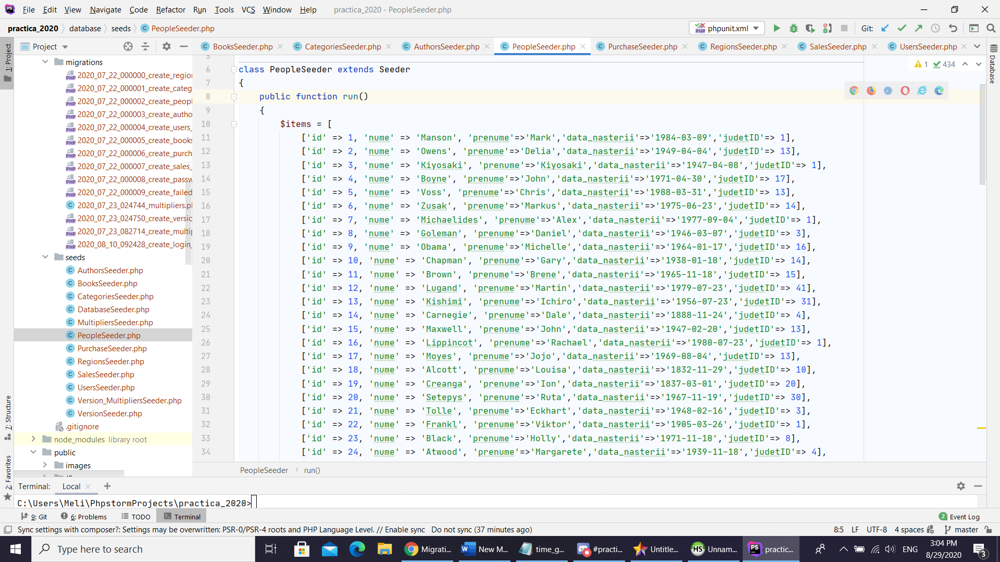 File Edit View Navigate Code Refactor Run Tools VCS Window Help practica_2020 - PeopleSeeder.php
practica_2020 database seeds PeopleSeeder.php phpunit.xml Git:
Project BooksSeeder.php CategoriesSeeder.php AuthorsSeeder.php PeopleSeeder.php PurchaseSeeder.php RegionsSeeder.php SalesSeeder.php UsersSeeder.php
1: Project
7: Structure
2: Favorites
Database
migrations
2020_07_22_000000_create_regio
2020_07_22_000001_create_categ
2020_07_22_000002_create_peopl
2020_07_22_000003_create_autho
2020_07_22_000004_create_users_
2020_07_22_000005_create_books
2020_07_22_000006_create_purch
2020_07_22_000007_create_sales_
2020_07_22_000008_create_passw
2020_07_22_000009_create_failed
2020_07_23_024744_multipliers.pl
2020_07_23_024750_create_versio
2020_07_23_082714_create_multip
2020_08_10_092428_create_login_
seeds
AuthorsSeeder.php
BooksSeeder.php
CategoriesSeeder.php
DatabaseSeeder.php
MultipliersSeeder.php
PeopleSeeder.php
PurchaseSeeder.php
RegionsSeeder.php
SalesSeeder.php
UsersSeeder.php
Version_MultipliersSeeder.php
VersionSeeder.php
.gitignore
node_modules library root
public
images
1 434
5
6 class PeopleSeeder extends Seeder
7 {
8 public function run()
9 {
10 $items = [
11 ['id' => 1, 'nume' => 'Manson', 'prenume'=>'Mark','data_nasterii'=>'1984-03-09','judetID'=> 1],
12 ['id' => 2, 'nume' => 'Owens', 'prenume'=>'Delia','data_nasterii'=>'1949-04-04','judetID'=> 13],
13 ['id' => 3, 'nume' => 'Kiyosaki', 'prenume'=>'Kiyosaki','data_nasterii'=>'1947-04-08','judetID'=> 1],
14 ['id' => 4, 'nume' => 'Boyne', 'prenume'=>'John','data_nasterii'=>'1971-04-30','judetID'=> 17],
15 ['id' => 5, 'nume' => 'Voss', 'prenume'=>'Chris','data_nasterii'=>'1988-03-31','judetID'=> 13],
16 ['id' => 6, 'nume' => 'Zusak', 'prenume'=>'Markus','data_nasterii'=>'1975-06-23','judetID'=> 14],
17 ['id' => 7, 'nume' => 'Michaelides', 'prenume'=>'Alex','data_nasterii'=>'1977-09-04','judetID'=> 1],
18 ['id' => 8, 'nume' => 'Goleman', 'prenume'=>'Daniel','data_nasterii'=>'1946-03-07','judetID'=> 3],
19 ['id' => 9, 'nume' => 'Obama', 'prenume'=>'Michelle','data_nasterii'=>'1964-01-17','judetID'=> 16],
20 ['id' => 10, 'nume' => 'Chapman', 'prenume'=>'Gary','data_nasterii'=>'1938-01-10','judetID'=> 14],
21 ['id' => 11, 'nume' => 'Brown', 'prenume'=>'Brene','data_nasterii'=>'1965-11-18','judetID'=> 15],
22 ['id' => 12, 'nume' => 'Lugand', 'prenume'=>'Martin','data_nasterii'=>'1979-07-23','judetID'=> 41],
23 ['id' => 13, 'nume' => 'Kishimi', 'prenume'=>'Ichiro','data_nasterii'=>'1956-07-23','judetID'=> 31],
24 ['id' => 14, 'nume' => 'Carnegie', 'prenume'=>'Dale','data_nasterii'=>'1888-11-24','judetID'=> 4],
25 ['id' => 15, 'nume' => 'Maxwell', 'prenume'=>'John','data_nasterii'=>'1947-02-20','judetID'=> 13],
26 ['id' => 16, 'nume' => 'Lippincot', 'prenume'=>'Rachael','data_nasterii'=>'1980-07-23','judetID'=> 1],
27 ['id' => 17, 'nume' => 'Moyes', 'prenume'=>'Jojo','data_nasterii'=>'1969-08-04','judetID'=> 13],
28 ['id' => 18, 'nume' => 'Alcott', 'prenume'=>'Louisa','data_nasterii'=>'1832-11-29','judetID'=> 10],
29 ['id' => 19, 'nume' => 'Creanga', 'prenume'=>'Ion','data_nasterii'=>'1837-03-01','judetID'=> 20],
30 ['id' => 20, 'nume' => 'Setepys', 'prenume'=>'Ruta','data_nasterii'=>'1967-11-19','judetID'=> 30],
31 ['id' => 21, 'nume' => 'Tolle', 'prenume'=>'Eckhart','data_nasterii'=>'1948-02-16','judetID'=> 3],
32 ['id' => 22, 'nume' => 'Frankl', 'prenume'=>'Viktor','data_nasterii'=>'1905-03-26','judetID'=> 1],
33 ['id' => 23, 'nume' => 'Black', 'prenume'=>'Holly','data_nasterii'=>'1971-11-10','judetID'=> 8],
34 ['id' => 24, 'nume' => 'Atwood', 'prenume'=>'Margarete','data_nasterii'=>'1939-11-18','judetID'=> 4],
PeopleSeeder run()
Terminal: Local
C:\Users\Meli\PhpstormProjects\practica_2020>
9: Git 6: Problems TODO Terminal 2 Event Log
Sync settings with composer?: Settings may be overwritten: PSR-0/PSR-4 roots and PHP Language Level. // Enable sync Do not sync (37 minutes ago) 8:5 LF UTF-8 4 spaces master
Type here to search Migrati... New M... time_g... #practi... Untitle... Unnam... practic... ENG 3:04 PM
8/29/2020 3